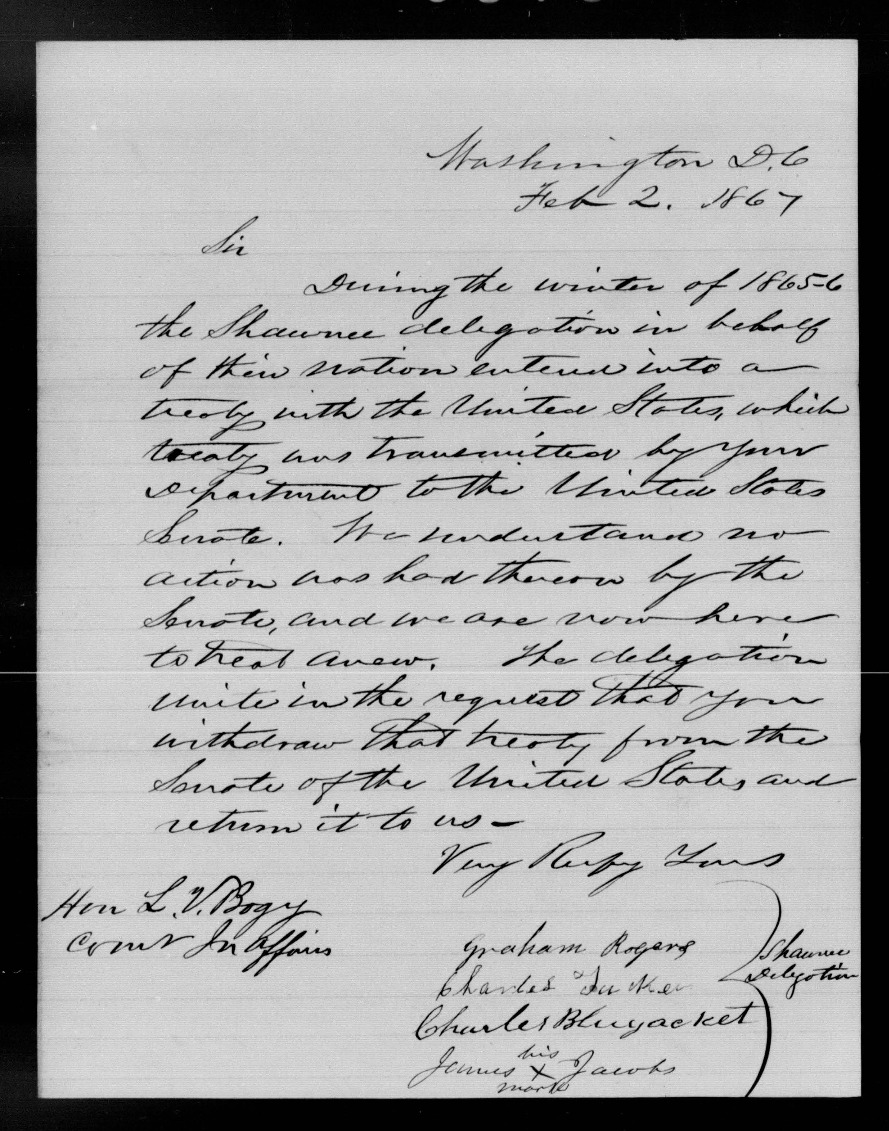 Washington D.C
Feb 2. 1867
Sir
During the winter of 1865-6
the Shawnee delegation in behalf
of their nation entered into a
treaty with the United States, which
treaty was transmitted by your
Department to the United States
Senate. We understand no
action was had thereon by the
Senate, and we are now here
to treat anew. The delegation
unite in the request that you
withdraw that treaty from the
Senate of the United States and
return it to us -
Very Respy Yours
Hon L. V. Bogy
Comr In Affairs
Graham Rogers
Charles Tucker
Charles Bluejacket
James his x mark Jacobs
Shawnee
Delegation